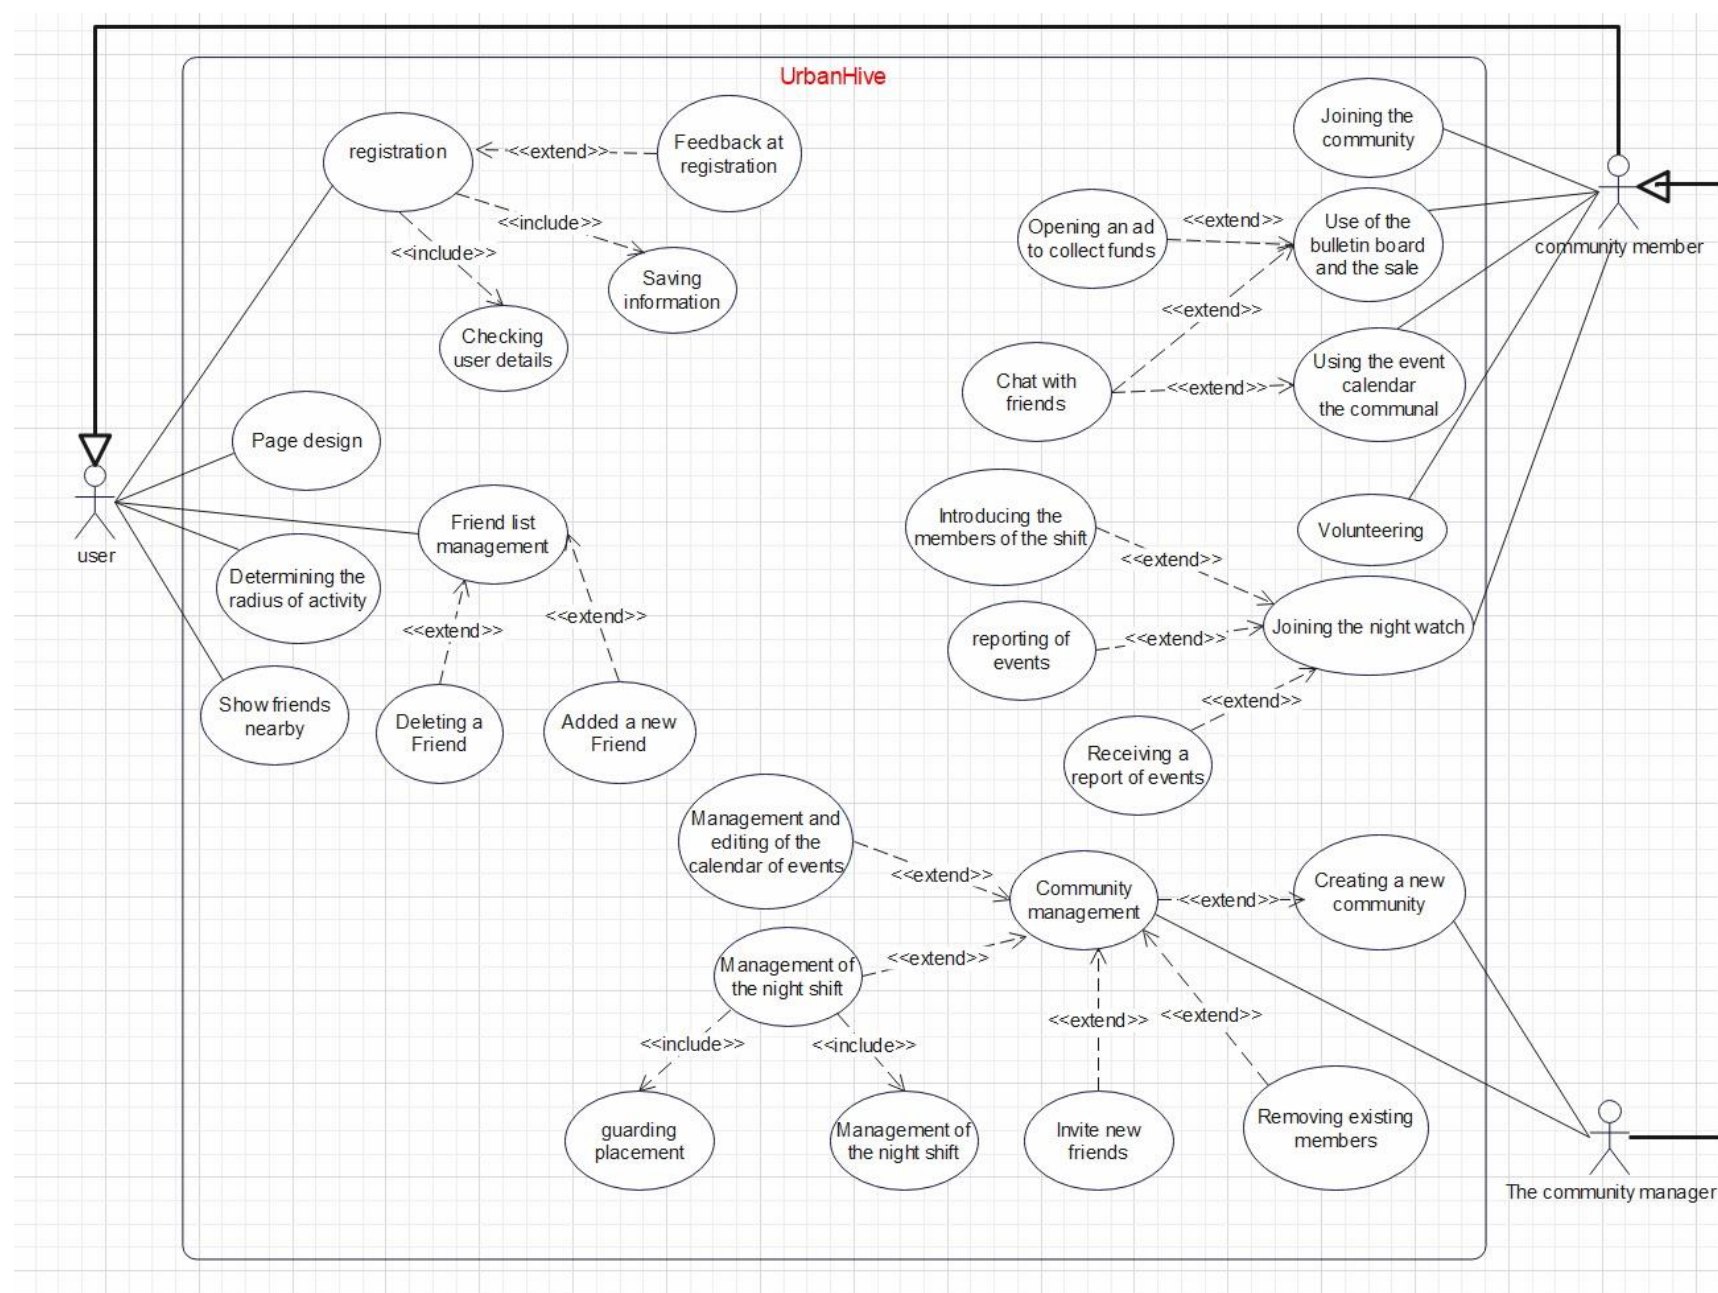 UrbanHive
registration
<<extend>>
Feedback at
registration
<<include>>
<<include>>
Saving
information
Checking
user details
Joining the
community
Opening an ad
to collect funds
<<extend>>
Use of the
bulletin board
and the sale
community member
<<extend>>
Chat with
friends
<<extend>>
Using the event
calendar
the communal
Page design
user
Friend list
management
Determining the
radius of activity
<<extend>>
<<extend>>
Show friends
nearby
Deleting a
Friend
Added a new
Friend
Introducing the
members of the shift
<<extend>>
Volunteering
reporting of
events
<<extend>>
Joining the night watch
<<extend>>
Receiving a
report of events
Management and
editing of the
calendar of events
<<extend>>
Community
management
<<extend>>
Creating a new
community
Management of
the night shift
<<extend>>
<<include>>
<<include>>
<<extend>>
<<extend>>
guarding
placement
Management of
the night shift
Invite new
friends
Removing existing
members
The community manager